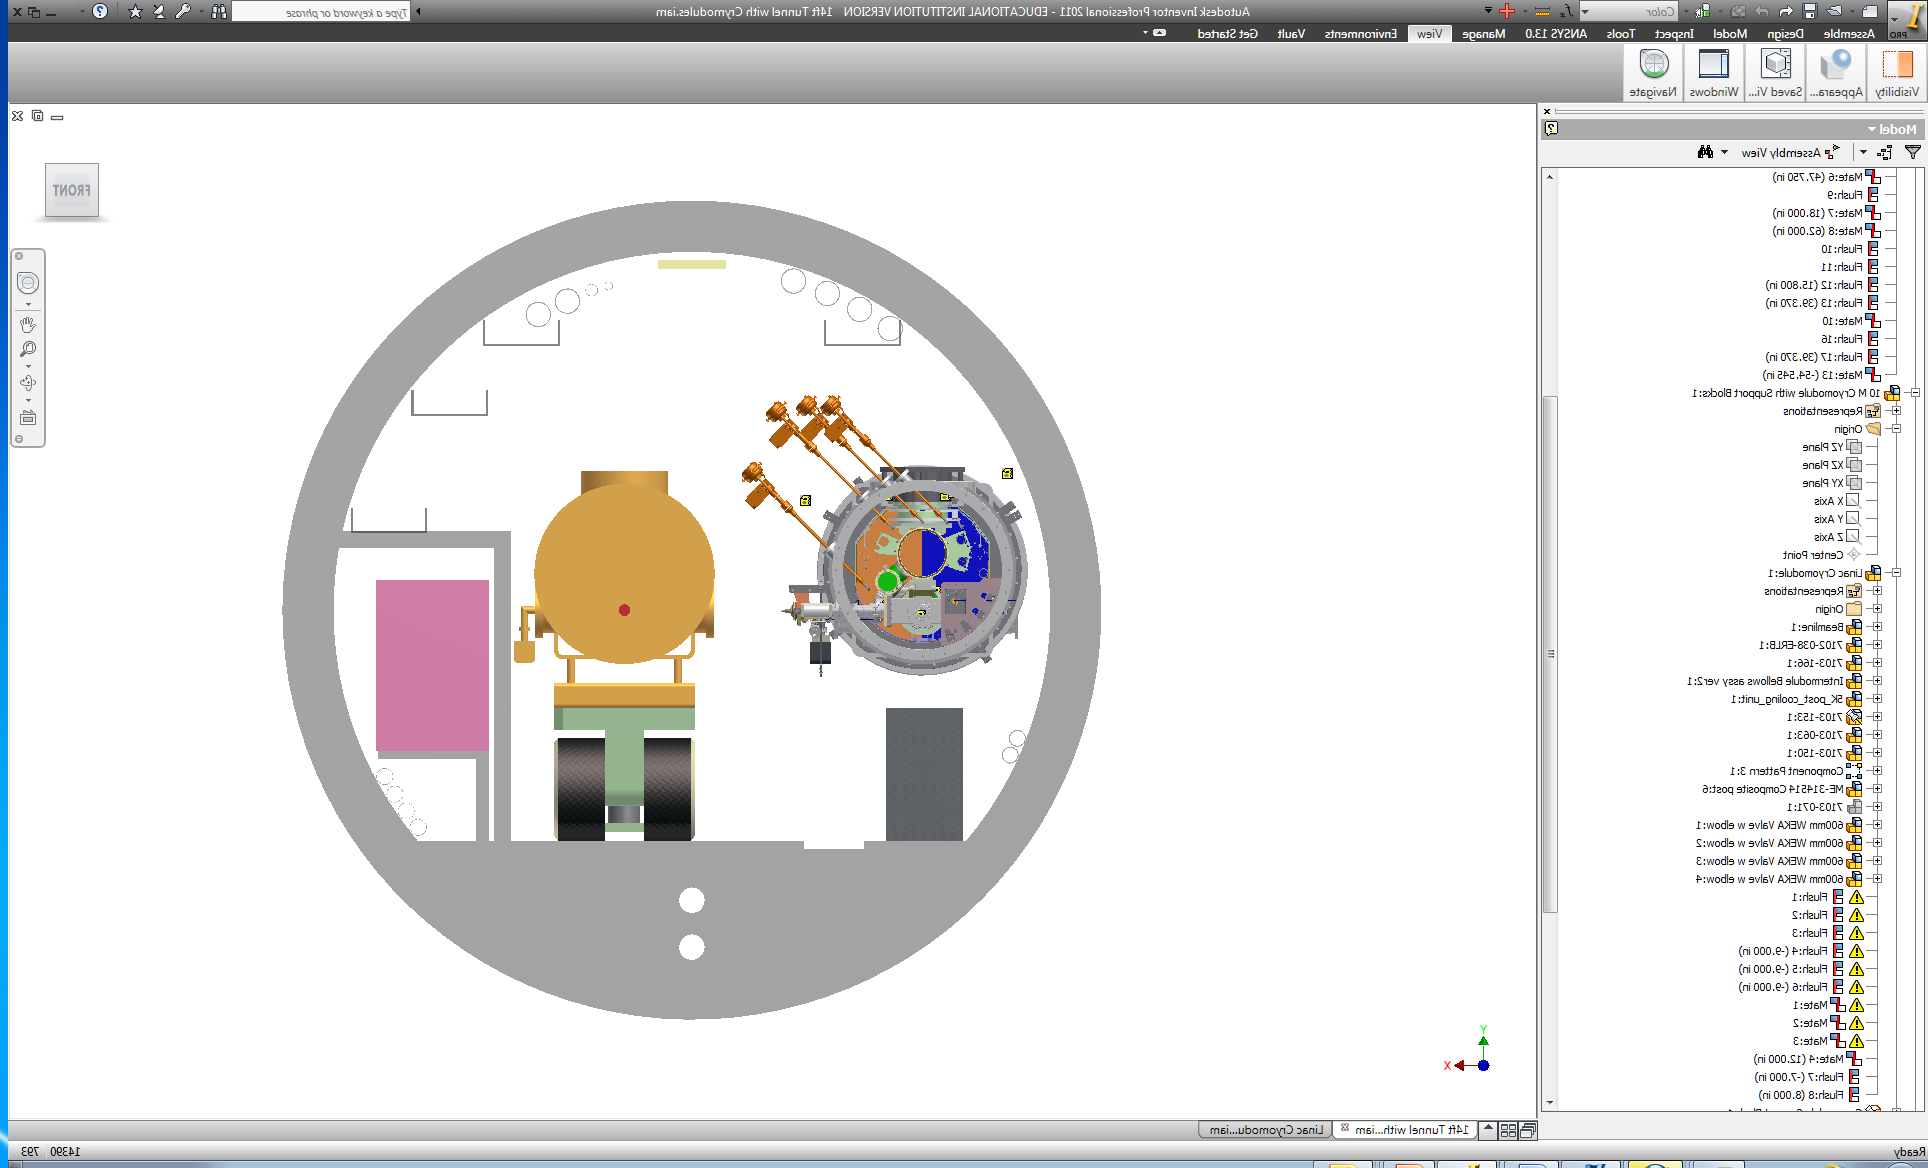 Autodesk Inventor Professional 2011 - EDUCATIONAL INSTITUTION VERSION 14ft Tunnel with Crymodules.iam
Type a keyword or phrase
Color
PRO
Assemble Design Model Inspect Tools ANSYS 13.0 Manage View Environments Vault Get Started
Visibility Appeara... Saved Vi... Windows Navigate
Model
Assembly View
Mate:6 (47.750 in)
Flush:9
Mate:7 (18.000 in)
Mate:8 (62.000 in)
Flush:10
Flush:11
Flush:12 (15.800 in)
Flush:13 (39.370 in)
Mate:10
Flush:16
Flush:17 (39.370 in)
Mate:13 (-54.545 in)
10 M Cryomodule with Support Blocks:1
Representations
Origin
YZ Plane
XZ Plane
XY Plane
X Axis
Y Axis
Z Axis
Center Point
Linac Cryomodule:1
Representations
Origin
Beamline:1
7102-038-ERLB:1
7103-166:1
Intermodule Bellows assy ver2:1
5K_post_cooling_unit:1
7103-153:1
7103-063:1
7103-150:1
Component Pattern 3:1
ME-314514 Composite post:6
7103-071:1
600mm WEKA Valve w elbow:1
600mm WEKA Valve w elbow:2
600mm WEKA Valve w elbow:3
600mm WEKA Valve w elbow:4
Flush:1
Flush:2
Flush:3
Flush:4 (-9.000 in)
Flush:5 (-9.000 in)
Flush:6 (-9.000 in)
Mate:1
Mate:2
Mate:3
Mate:4 (12.000 in)
Flush:7 (-7.000 in)
Flush:8 (8.000 in)
FRONT
Y
X
14ft Tunnel with...iam Linac Cryomodu...iam
Ready 14390 793